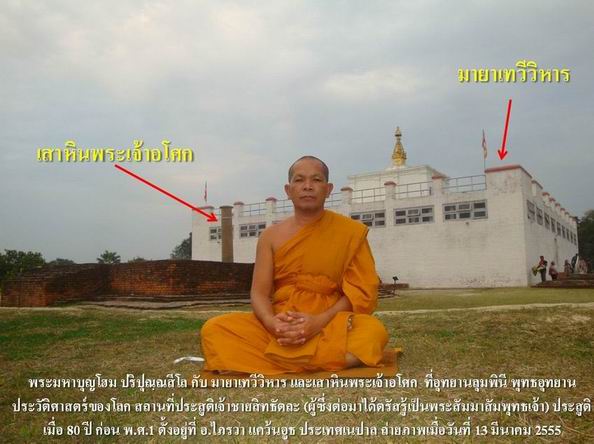 มายาเทวีวิหาร
เสาหินพระเจ้าอโศก
พระมหาบุญโฮม ปริปุณฺณสีโล กับ มายาเทวีวิหาร และเสาหินพระเจ้าอโศก ที่อุทยานลุมพินี พุทธอุทยาน
ประวัติศาสตร์ของโลก สถานที่ประสูติเจ้าชายสิทธัตถะ (ผู้ซึ่งต่อมาได้ตรัสรู้เป็นพระสัมมาสัมพุทธเจ้า) ประสูติ
เมื่อ 80 ปี ก่อน พ.ศ.1 ตั้งอยู่ที่ อ.ไภรวา แคว้นอูธ ประเทศเนปาล ถ่ายภาพเมื่อวันที่ 13 มีนาคม 2555